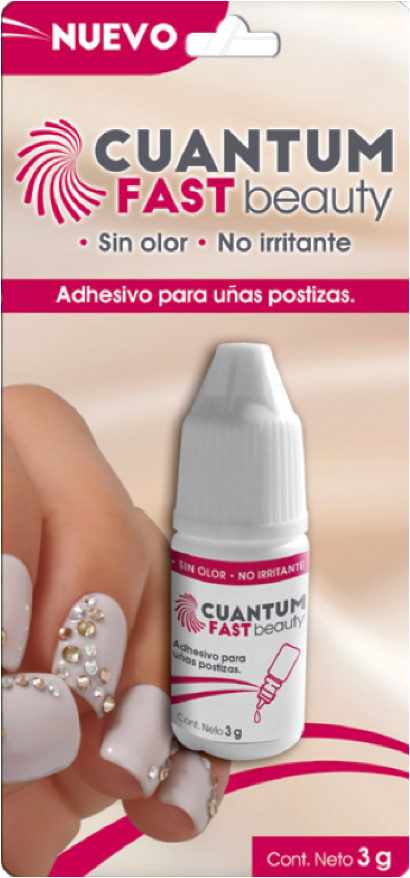 NUEVO
CUANTUM
FAST beauty
• Sin olor • No irritante
Adhesivo para uñas postizas.
• SIN OLOR • NO IRRITANTE
CUANTUM
FAST beauty
Adhesivo para
uñas postizas.
Cont. Neto 3 g
Cont. Neto 3 g